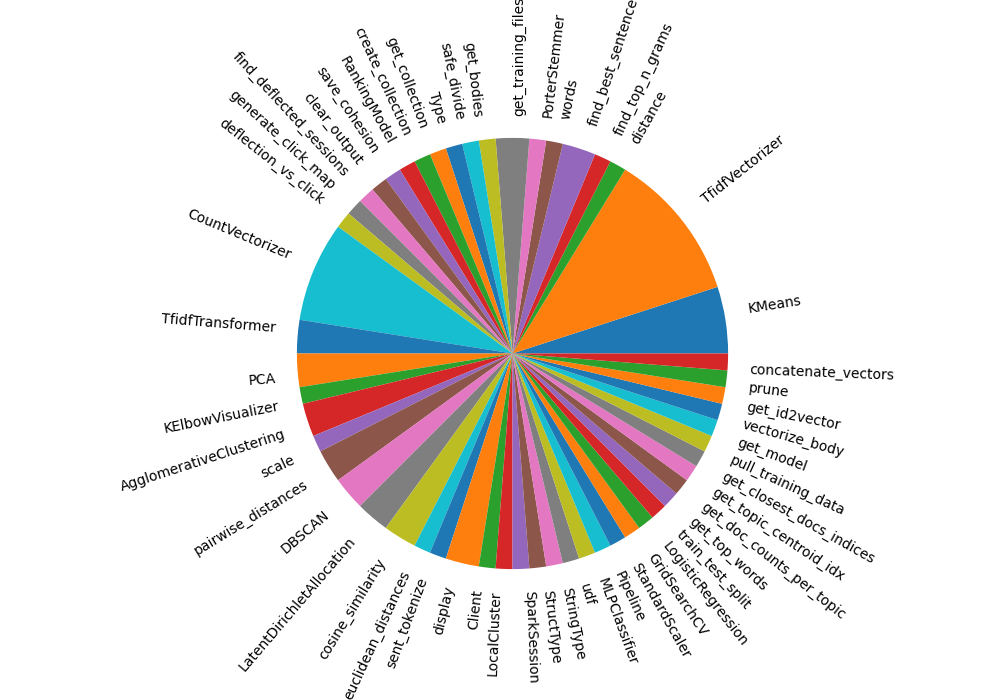 KMeans
TfidfVectorizer
distance
find_top_n_grams
find_best_sentence
words
PorterStemmer
get_training_files
get_bodies
safe_divide
Type
get_collection
create_collection
RankingModel
save_cohesion
clear_output
find_deflected_sessions
generate_click_map
deflection_vs_click
CountVectorizer
TfidfTransformer
PCA
KElbowVisualizer
AgglomerativeClustering
scale
pairwise_distances
DBSCAN
LatentDirichletAllocation
cosine_similarity
euclidean_distances
sent_tokenize
display
Client
LocalCluster
SparkSession
StructType
StringType
udf
MLPClassifier
Pipeline
StandardScaler
GridSearchCV
LogisticRegression
train_test_split
get_top_words
get_doc_counts_per_topic
get_topic_centroid_idx
get_closest_docs_indices
pull_training_data
get_model
vectorize_body
get_id2vector
prune
concatenate_vectors